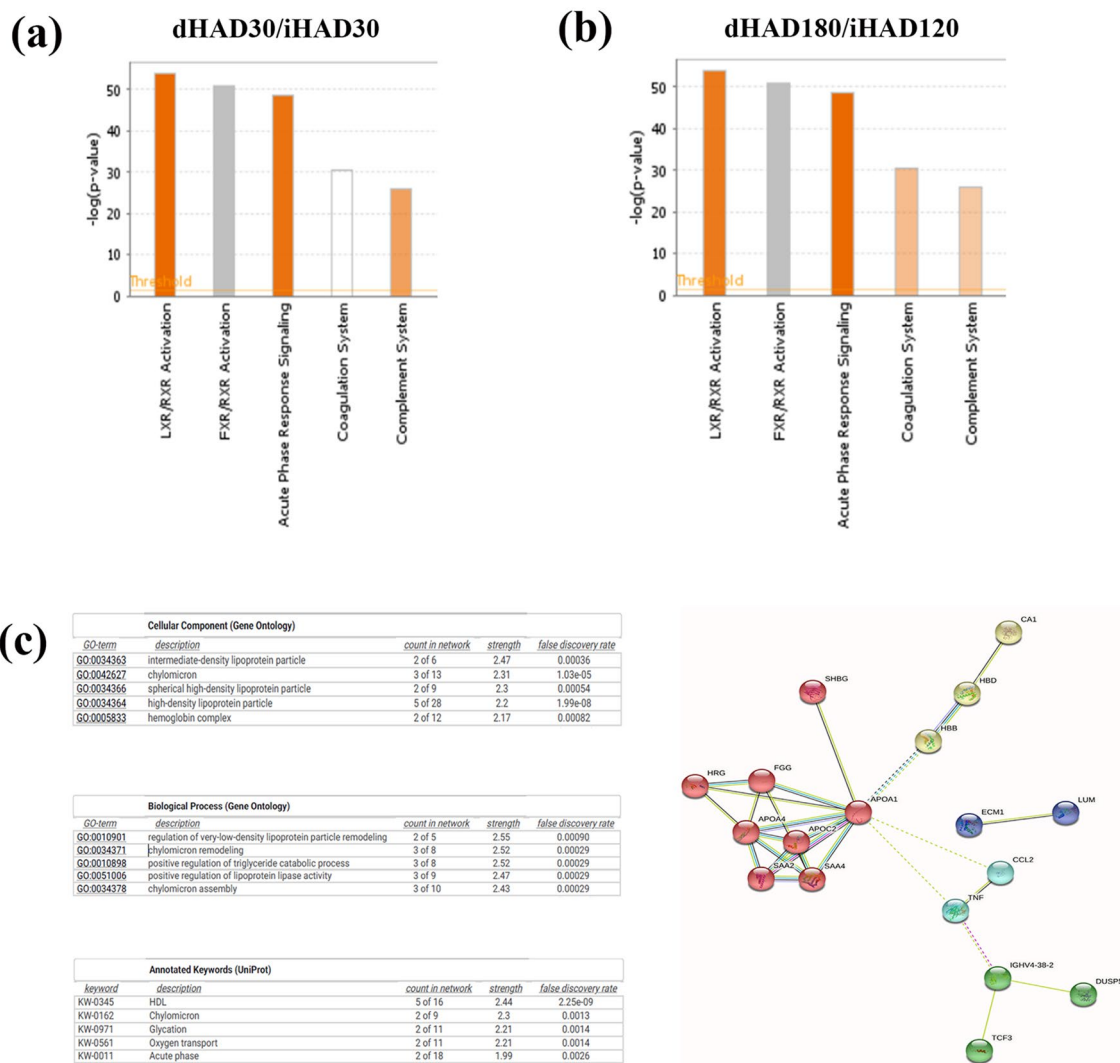 (a)
dHAD30/iHAD30
-log(p-value)
50
40
30
20
10
0
Threshold
LXR/RXR Activation
FXR/RXR Activation
Acute Phase Response Signaling
Coagulation System
Complement System
(b)
dHAD180/iHAD120
-log(p-value)
50
40
30
20
10
0
Threshold
LXR/RXR Activation
FXR/RXR Activation
Acute Phase Response Signaling
Coagulation System
Complement System
(c)
Cellular Component (Gene Ontology)
GO-term description count in network strength false discovery rate
GO:0034363 intermediate-density lipoprotein particle 2 of 6 2.47 0.00036
GO:0042627 chylomicron 3 of 13 2.31 1.03e-05
GO:0034366 spherical high-density lipoprotein particle 2 of 9 2.3 0.00054
GO:0034364 high-density lipoprotein particle 5 of 28 2.2 1.99e-08
GO:0005833 hemoglobin complex 2 of 12 2.17 0.00082
Biological Process (Gene Ontology)
GO-term description count in network strength false discovery rate
GO:0010901 regulation of very-low-density lipoprotein particle remodeling 2 of 5 2.55 0.00090
GO:0034371 chylomicron remodeling 3 of 8 2.52 0.00029
GO:0010898 positive regulation of triglyceride catabolic process 3 of 8 2.52 0.00029
GO:0051006 positive regulation of lipoprotein lipase activity 3 of 9 2.47 0.00029
GO:0034378 chylomicron assembly 3 of 10 2.43 0.00029
Annotated Keywords (UniProt)
keyword description count in network strength false discovery rate
KW-0345 HDL 5 of 16 2.44 2.25e-09
KW-0162 Chylomicron 2 of 9 2.3 0.0013
KW-0971 Glycation 2 of 11 2.21 0.0014
KW-0561 Oxygen transport 2 of 11 2.21 0.0014
KW-0011 Acute phase 2 of 18 1.99 0.0026
CA1
SHBG
HBD
HBB
HRG
FGG
APOA1
LUM
ECM1
APOA4
APOC2
CCL2
SAA2
SAA4
TNF
IGHV4-38-2
DUSP5
TCF3